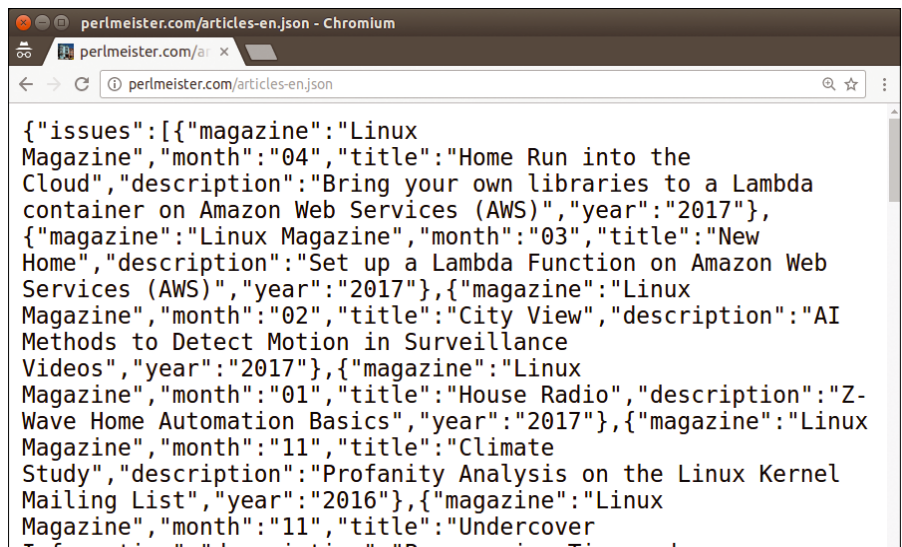 perlmeister.com/articles-en.json - Chromium
perlmeister.com/ar
perlmeister.com/articles-en.json
{"issues":[{"magazine":"Linux
Magazine","month":"04","title":"Home Run into the
Cloud","description":"Bring your own libraries to a Lambda
container on Amazon Web Services (AWS)","year":"2017"},
{"magazine":"Linux Magazine","month":"03","title":"New
Home","description":"Set up a Lambda Function on Amazon Web
Services (AWS)","year":"2017"},{"magazine":"Linux
Magazine","month":"02","title":"City View","description":"AI
Methods to Detect Motion in Surveillance
Videos","year":"2017"},{"magazine":"Linux
Magazine","month":"01","title":"House Radio","description":"Z-
Wave Home Automation Basics","year":"2017"},{"magazine":"Linux
Magazine","month":"11","title":"Climate
Study","description":"Profanity Analysis on the Linux Kernel
Mailing List","year":"2016"},{"magazine":"Linux
Magazine","month":"11","title":"Undercover